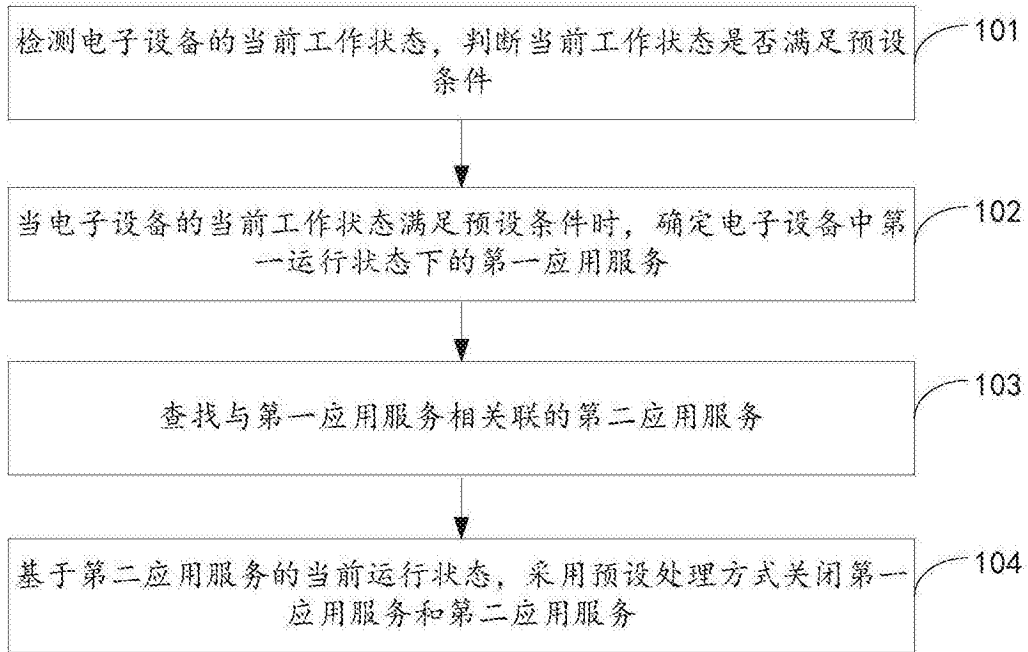 检测电子设备的当前工作状态，判断当前工作状态是否满足预设
条件
101
当电子设备的当前工作状态满足预设条件时，确定电子设备中第
一运行状态下的第一应用服务
102
查找与第一应用服务相关联的第二应用服务
103
基于第二应用服务的当前运行状态，采用预设处理方式关闭第一
应用服务和第二应用服务
104